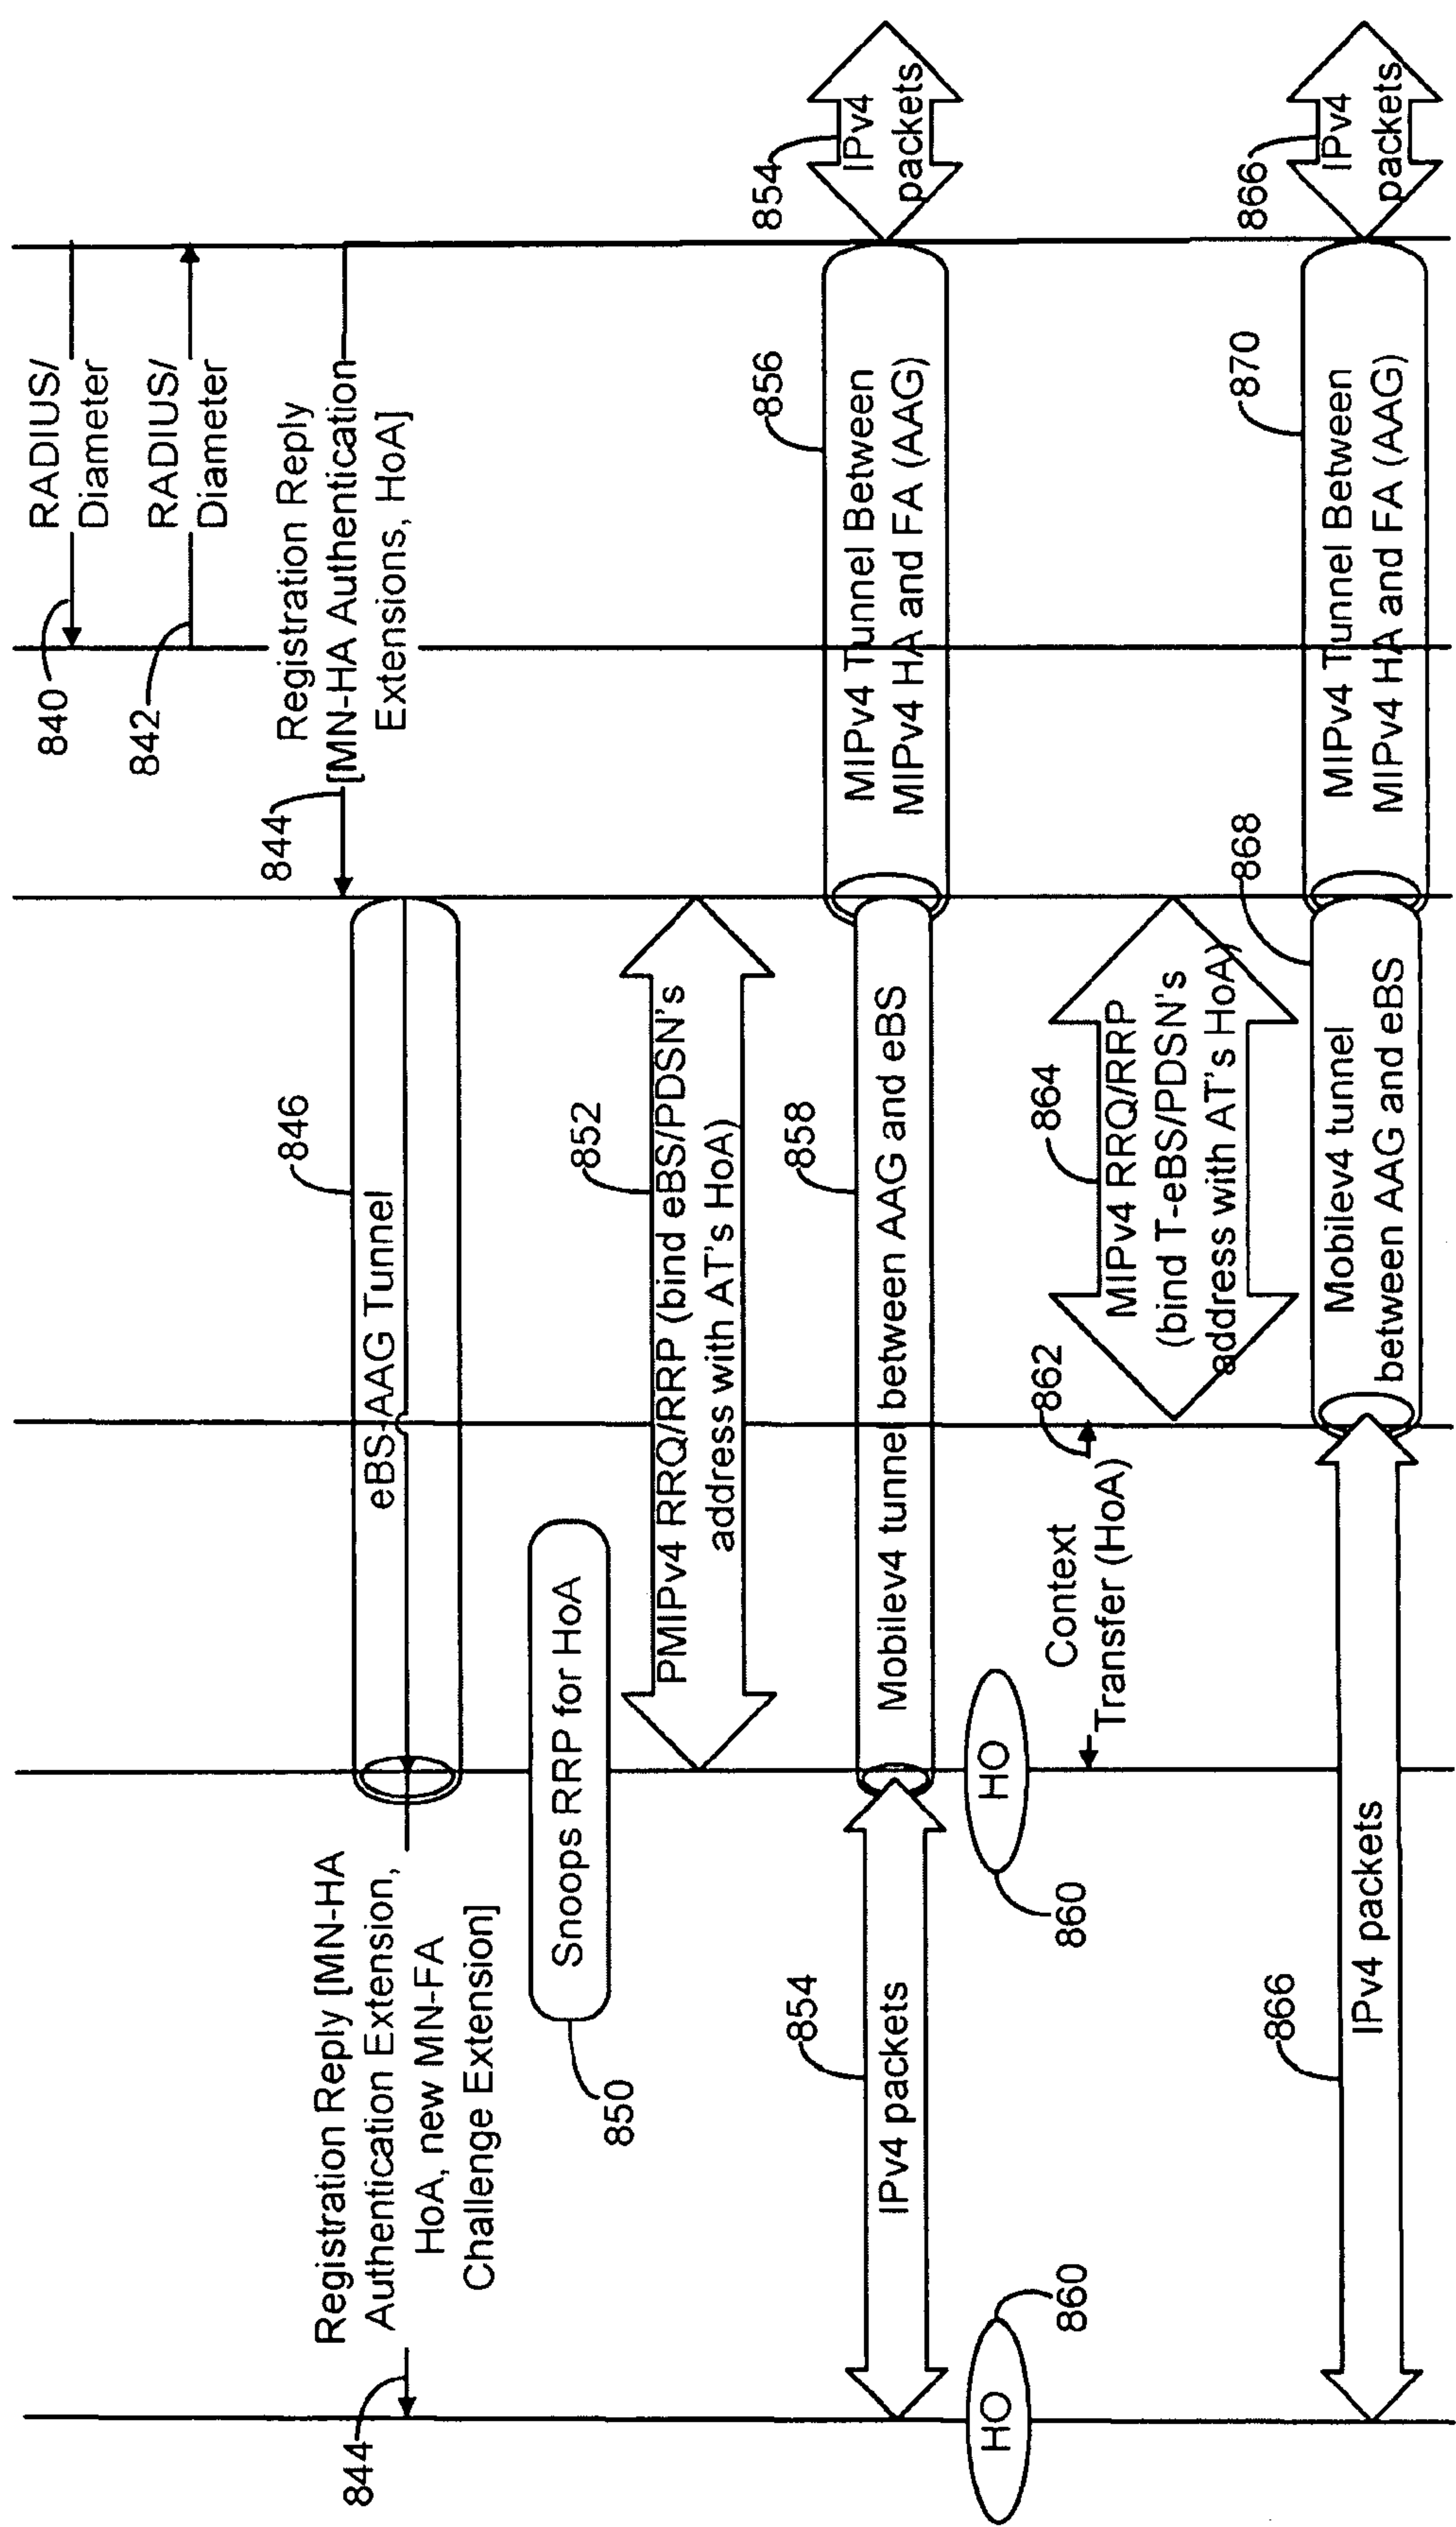 840
RADIUS/
Diameter
842
RADIUS/
Diameter
844
Registration Reply
[MN-HA Authentication
Extensions, HoA]
844
Registration Reply [MN-HA
Authentication Extension,
HoA, new MN-FA
Challenge Extension]
eBS-AAG Tunnel
846
850
Snoops RRP for HoA
852
PMIPv4 RRQ/RRP (bind eBS/PDSN's
address with AT's HoA)
854
IPv4 packets
858
Mobilev4 tunnel between AAG and eBS
856
MIPv4 Tunnel Between
MIPv4 HA and FA (AAG)
854
IPv4
packets
HO
860
HO
860
Context
Transfer (HoA)
862
864
MIPv4 RRQ/RRP
(bind T-eBS/PDSN's
address with AT's HoA)
866
IPv4 packets
868
Mobilev4 tunnel
between AAG and eBS
870
MIPv4 Tunnel Between
MIPv4 HA and FA (AAG)
866
IPv4
packets